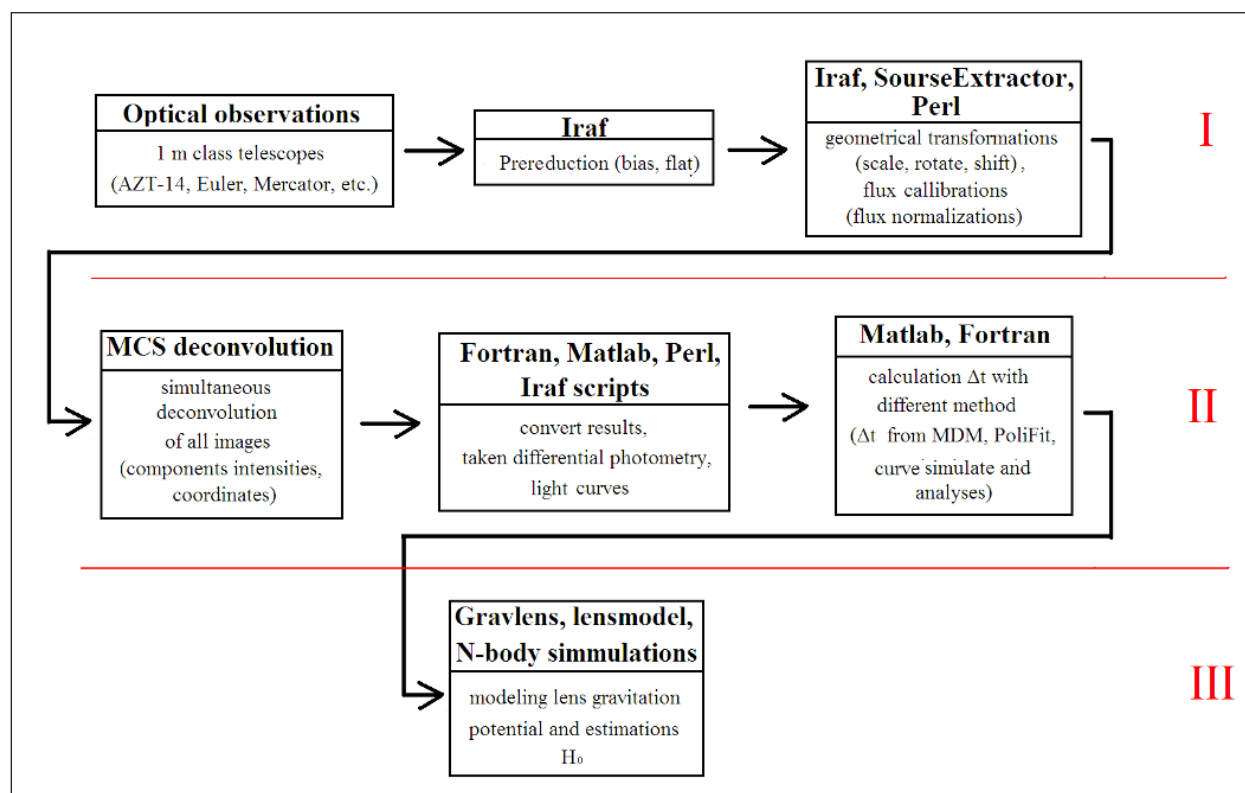 Optical observations
1 m class telescopes
(AZT-14, Euler, Mercator, etc.)
Iraf
Prereduction (bias, flat)
Iraf, SourseExtractor,
Perl
geometrical transformations
(scale, rotate, shift),
flux callibrations
(flux normalizations)
I
MCS deconvolution
simultaneous
deconvolution
of all images
(components intensities,
coordinates)
Fortran, Matlab, Perl,
Iraf scripts
convert results,
taken differential photometry,
light curves
Matlab, Fortran
calculation Δt with
different method
(Δt from MDM, PoliFit,
curve simulate and
analyses)
II
Gravlens, lensmodel,
N-body simmulations
modeling lens gravitation
potential and estimations
H₀
III